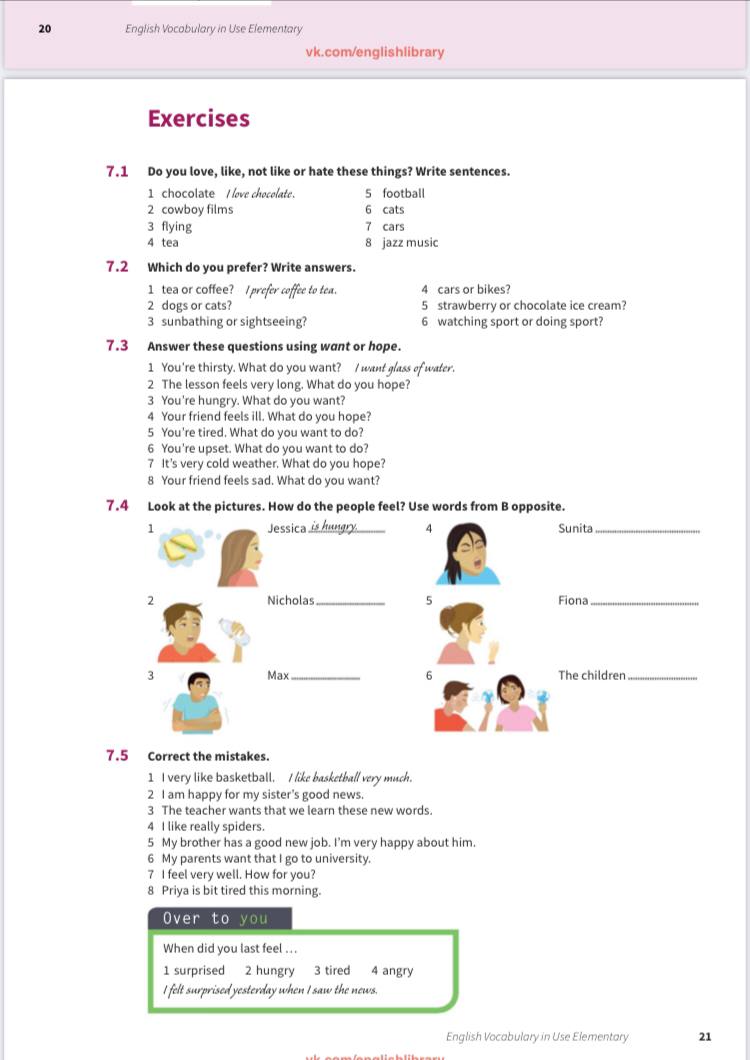 20 English Vocabulary in Use Elementary
vk.com/englishlibrary
Exercises
7.1 Do you love, like, not like or hate these things? Write sentences.
1 chocolate I love chocolate. 5 football
2 cowboy films 6 cats
3 flying 7 cars
4 tea 8 jazz music
7.2 Which do you prefer? Write answers.
1 tea or coffee? I prefer coffee to tea. 4 cars or bikes?
2 dogs or cats? 5 strawberry or chocolate ice cream?
3 sunbathing or sightseeing? 6 watching sport or doing sport?
7.3 Answer these questions using want or hope.
1 You're thirsty. What do you want? I want glass of water.
2 The lesson feels very long. What do you hope?
3 You're hungry. What do you want?
4 Your friend feels ill. What do you hope?
5 You're tired. What do you want to do?
6 You're upset. What do you want to do?
7 It's very cold weather. What do you hope?
8 Your friend feels sad. What do you want?
7.4 Look at the pictures. How do the people feel? Use words from B opposite.
1 Jessica is hungry. 4 Sunita
2 Nicholas 5 Fiona
3 Max 6 The children
7.5 Correct the mistakes.
1 I very like basketball. I like basketball very much.
2 I am happy for my sister's good news.
3 The teacher wants that we learn these new words.
4 I like really spiders.
5 My brother has a good new job. I'm very happy about him.
6 My parents want that I go to university.
7 I feel very well. How for you?
8 Priya is bit tired this morning.
Over to you
When did you last feel ...
1 surprised 2 hungry 3 tired 4 angry
I felt surprised yesterday when I saw the news.
English Vocabulary in Use Elementary 21
vk.com/englishlibrary